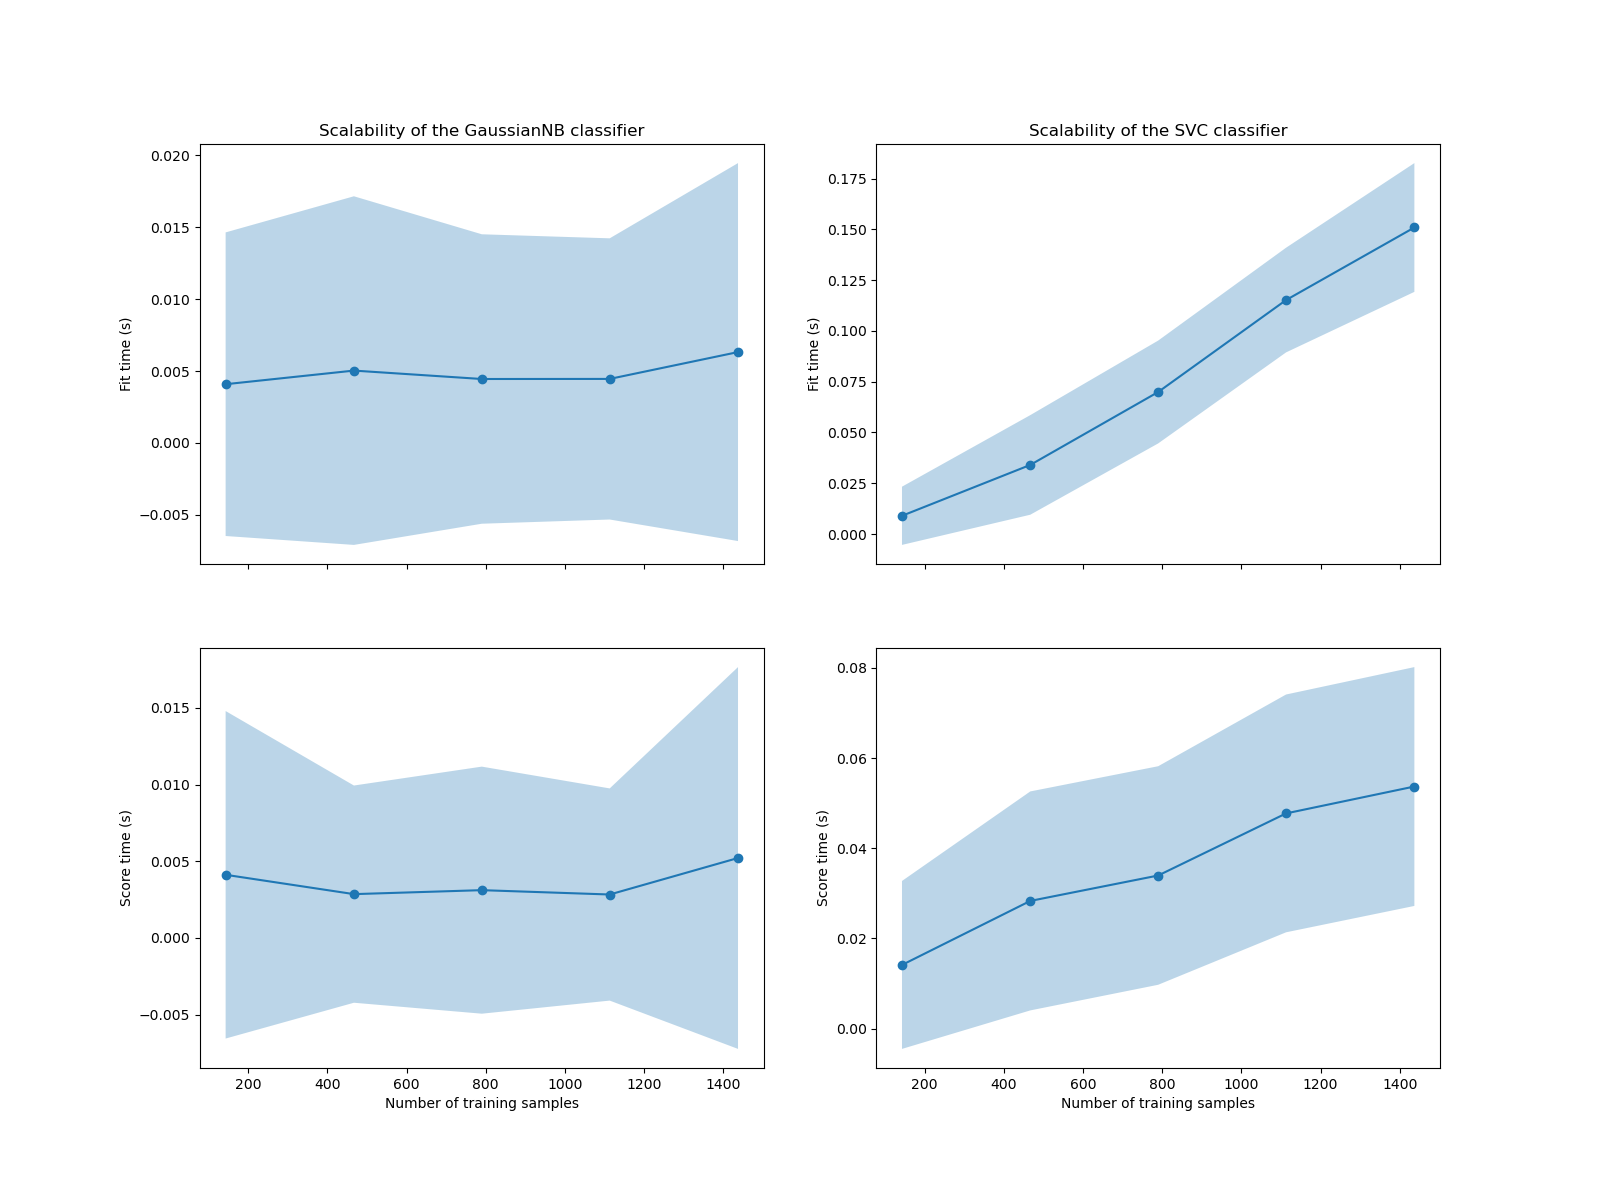 Scalability of the GaussianNB classifier
0.020
0.015
0.010
0.005
0.000
−0.005
Fit time (s)
Scalability of the SVC classifier
0.175
0.150
0.125
0.100
0.075
0.050
0.025
0.000
Fit time (s)
0.015
0.010
0.005
0.000
−0.005
Score time (s)
200 400 600 800 1000 1200 1400
Number of training samples
0.08
0.06
0.04
0.02
0.00
Score time (s)
200 400 600 800 1000 1200 1400
Number of training samples